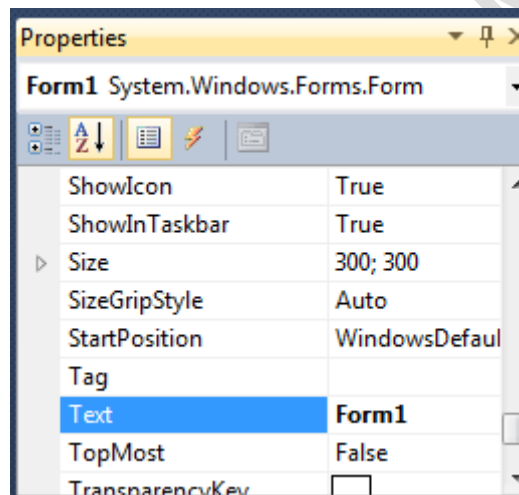 Properties
Form1 System.Windows.Forms.Form
ShowIcon True
ShowInTaskbar True
Size 300; 300
SizeGripStyle Auto
StartPosition WindowsDefaul
Tag
Text Form1
TopMost False
TransparencyKey